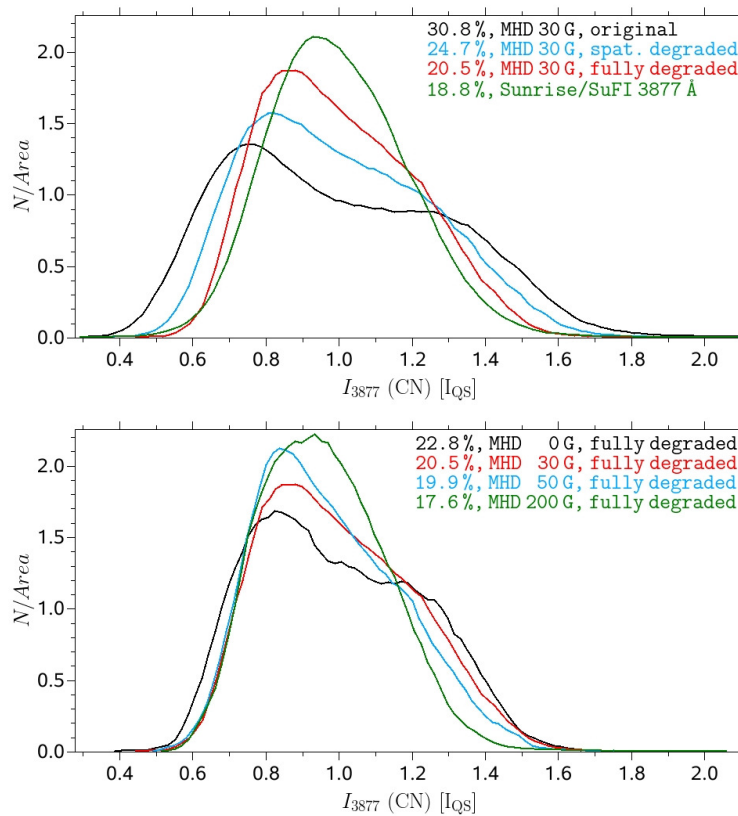 30.8%, MHD 30 G, original
24.7%, MHD 30 G, spat. degraded
20.5%, MHD 30 G, fully degraded
18.8%, Sunrise/SuFI 3877 Å
2.0
1.5
1.0
0.5
0.0
N/Area
0.4 0.6 0.8 1.0 1.2 1.4 1.6 1.8 2.0
I3877 (CN) [IQS]
22.8%, MHD 0 G, fully degraded
20.5%, MHD 30 G, fully degraded
19.9%, MHD 50 G, fully degraded
17.6%, MHD 200 G, fully degraded
2.0
1.5
1.0
0.5
0.0
N/Area
0.4 0.6 0.8 1.0 1.2 1.4 1.6 1.8 2.0
I3877 (CN) [IQS]